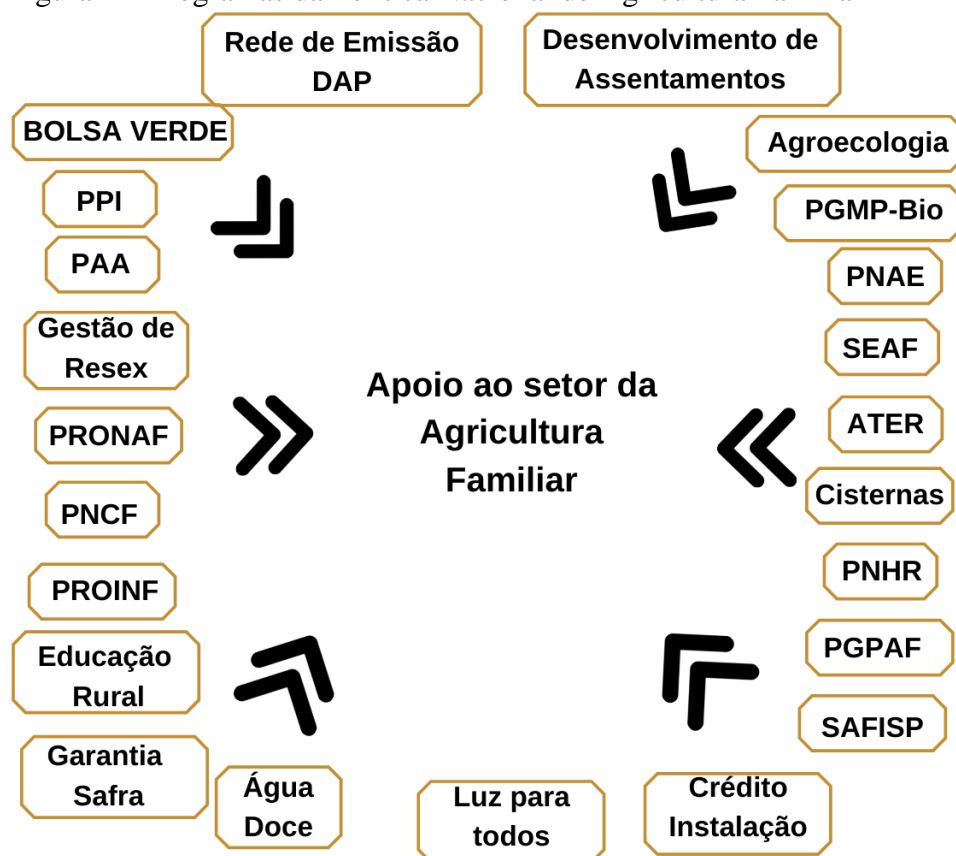 Rede de Emissão
DAP
Desenvolvimento de
Assentamentos
BOLSA VERDE
PPI
PAA
Gestão de
Resex
PRONAF
PNCF
PROINF
Educação
Rural
Garantia
Safra
Água
Doce
Luz para
todos
Crédito
Instalação
Agroecologia
PGMP-Bio
PNAE
SEAF
ATER
Cisternas
PNHR
PGPAF
SAFISP
Apoio ao setor da
Agricultura
Familiar